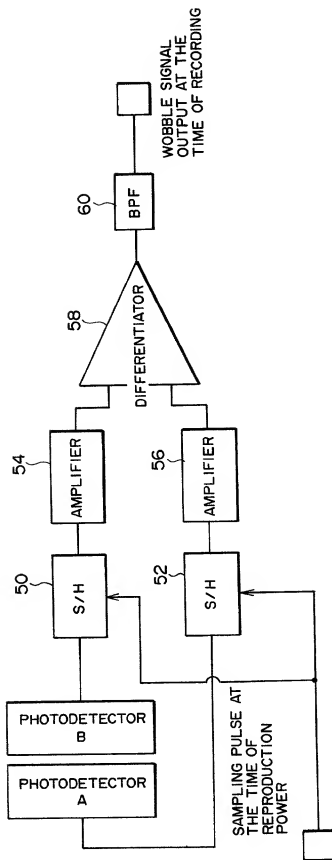 PHOTODETECTOR
B
PHOTODETECTOR
A
50
S/H
52
S/H
54
AMPLIFIER
56
AMPLIFIER
58
DIFFERENTIATOR
60
BPF
WOBBLE SIGNAL
OUTPUT AT THE
TIME OF RECORDING
SAMPLING PULSE AT
THE TIME OF
REPRODUCTION
POWER